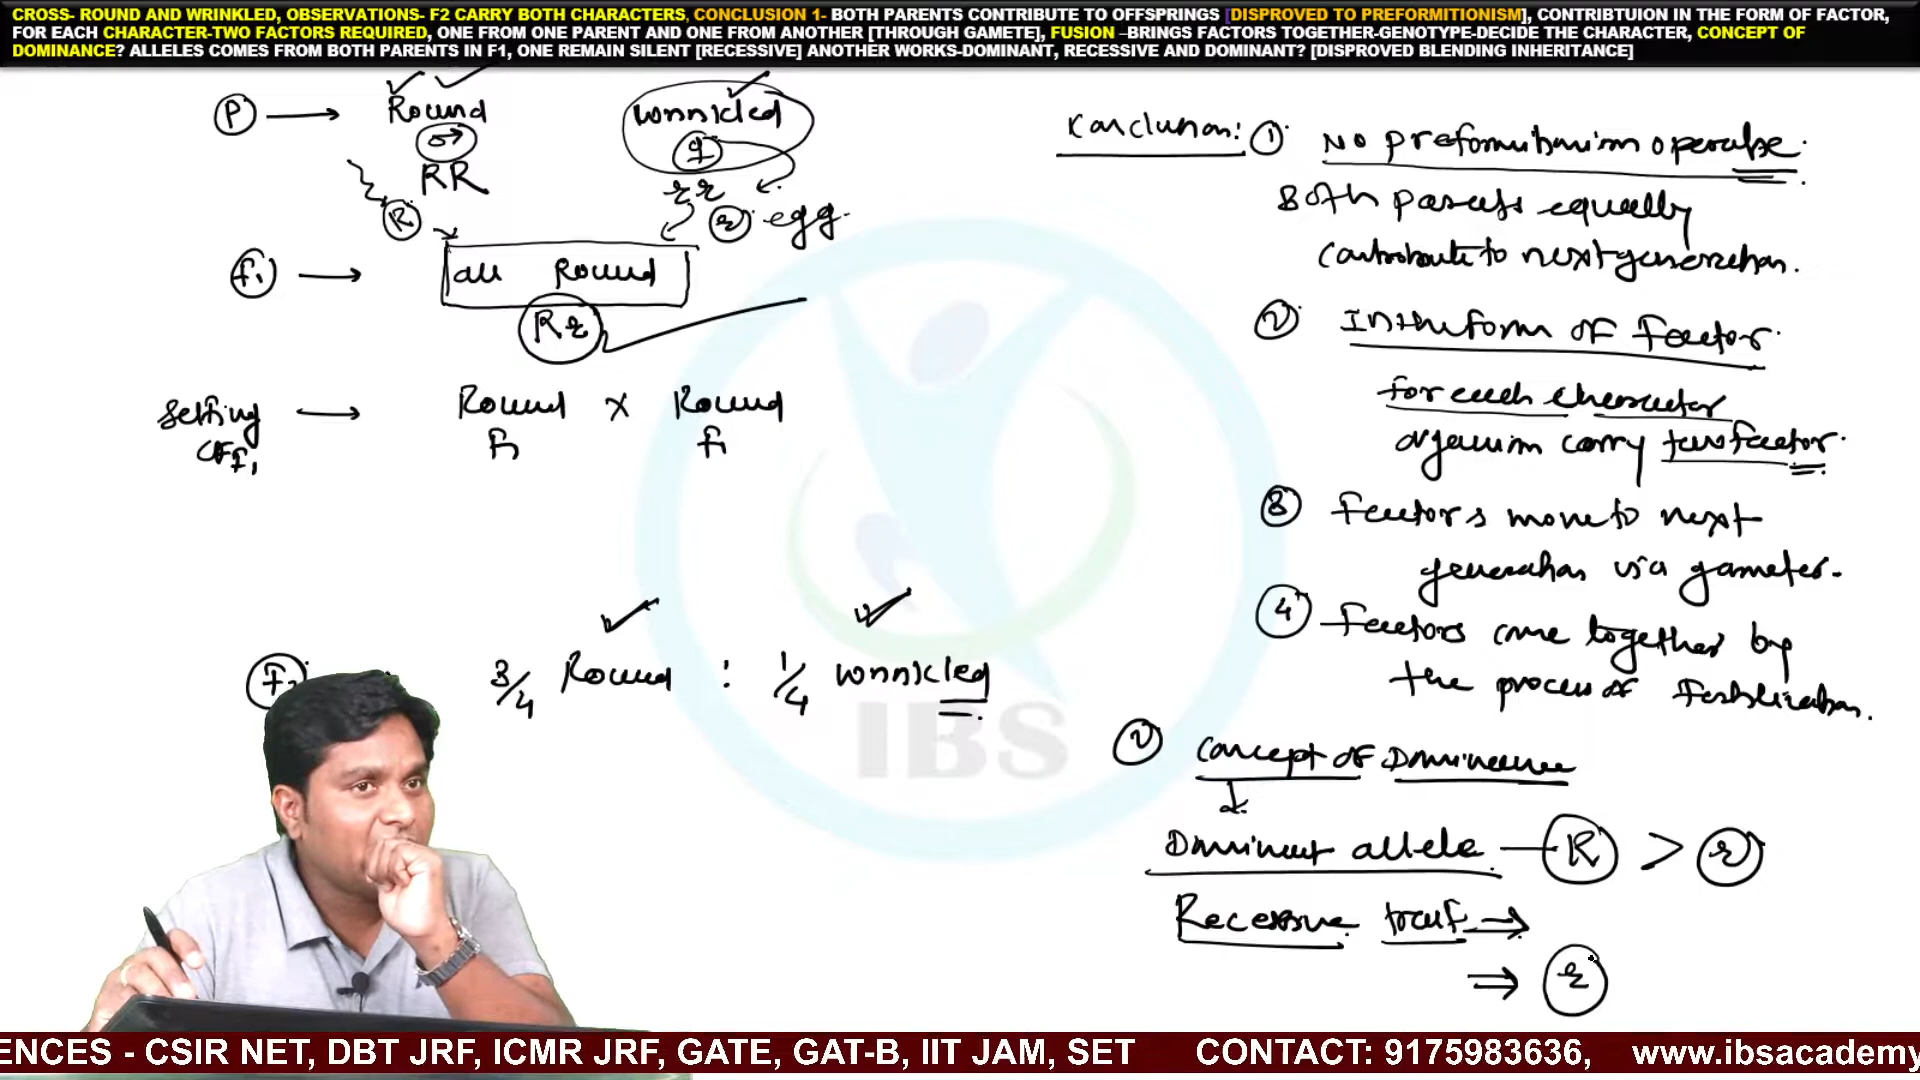 CROSS- ROUND AND WRINKLED, OBSERVATIONS- F2 CARRY BOTH CHARACTERS, CONCLUSION 1- BOTH PARENTS CONTRIBUTE TO OFFSPRINGS [DISPROVED TO PREFORMITIONISM], CONTRIBTUION IN THE FORM OF FACTOR,
FOR EACH CHARACTER-TWO FACTORS REQUIRED, ONE FROM ONE PARENT AND ONE FROM ANOTHER [THROUGH GAMETE], FUSION –BRINGS FACTORS TOGETHER-GENOTYPE-DECIDE THE CHARACTER, CONCEPT OF
DOMINANCE? ALLELES COMES FROM BOTH PARENTS IN F1, ONE REMAIN SILENT [RECESSIVE] ANOTHER WORKS-DOMINANT, RECESSIVE AND DOMINANT? [DISPROVED BLENDING INHERITANCE]
P → Round wrinkled
♂ ♀
RR rr
R r egg.
F1 → all Round
Rr
Selfing → Round × Round
of F1 F1 F1
3/4 Round : 1/4 wrinkled
Conclusion: ① No preformitionism operate.
Both parents equally
contribute to next generation.
② In the form of factor.
for each character
organism carry two factor.
③ Factors move to next
generation via gametes.
④ Factors come together by
the process of fertilization.
② Concept of Dominance
Dominant allele — R > r
Recessive trait ⇒
⇒ r
IBS
ENCES - CSIR NET, DBT JRF, ICMR JRF, GATE, GAT-B, IIT JAM, SET CONTACT: 9175983636, www.ibsacademy